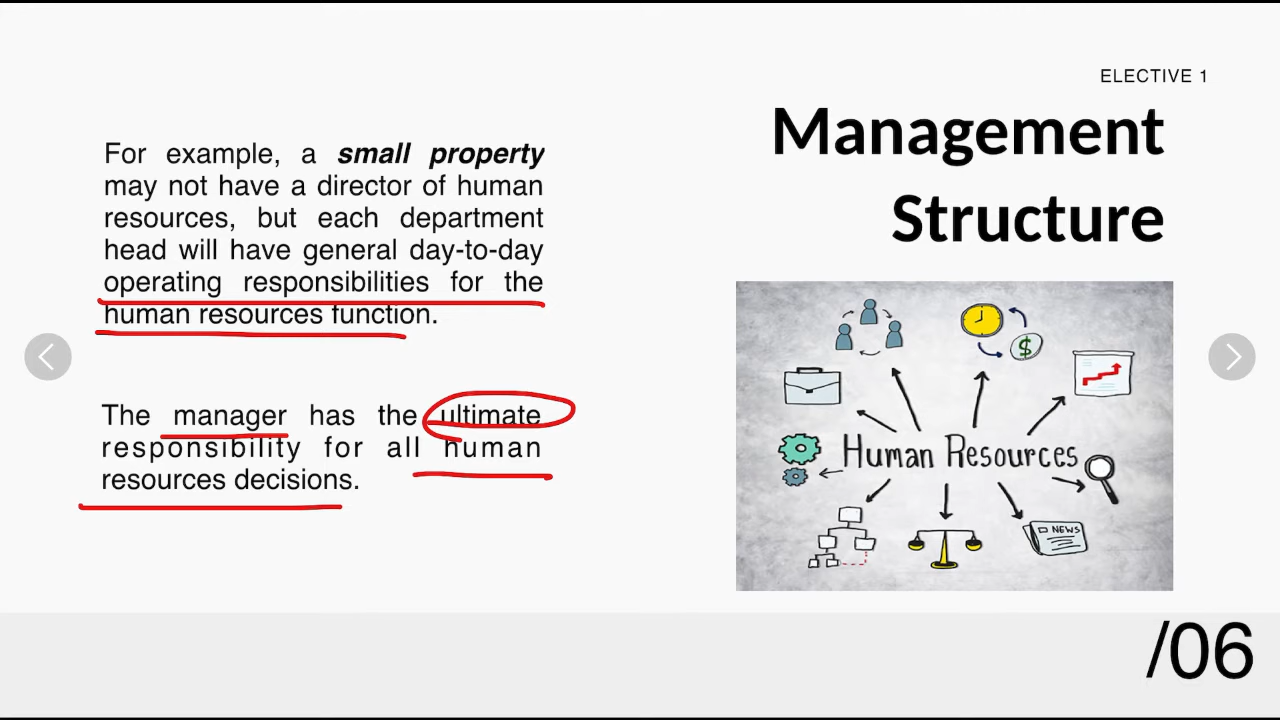 ELECTIVE 1
Management
Structure
For example, a small property
may not have a director of human
resources, but each department
head will have general day-to-day
operating responsibilities for the
human resources function.
The manager has the ultimate
responsibility for all human
resources decisions.
$
Human Resources
NEWS
/06